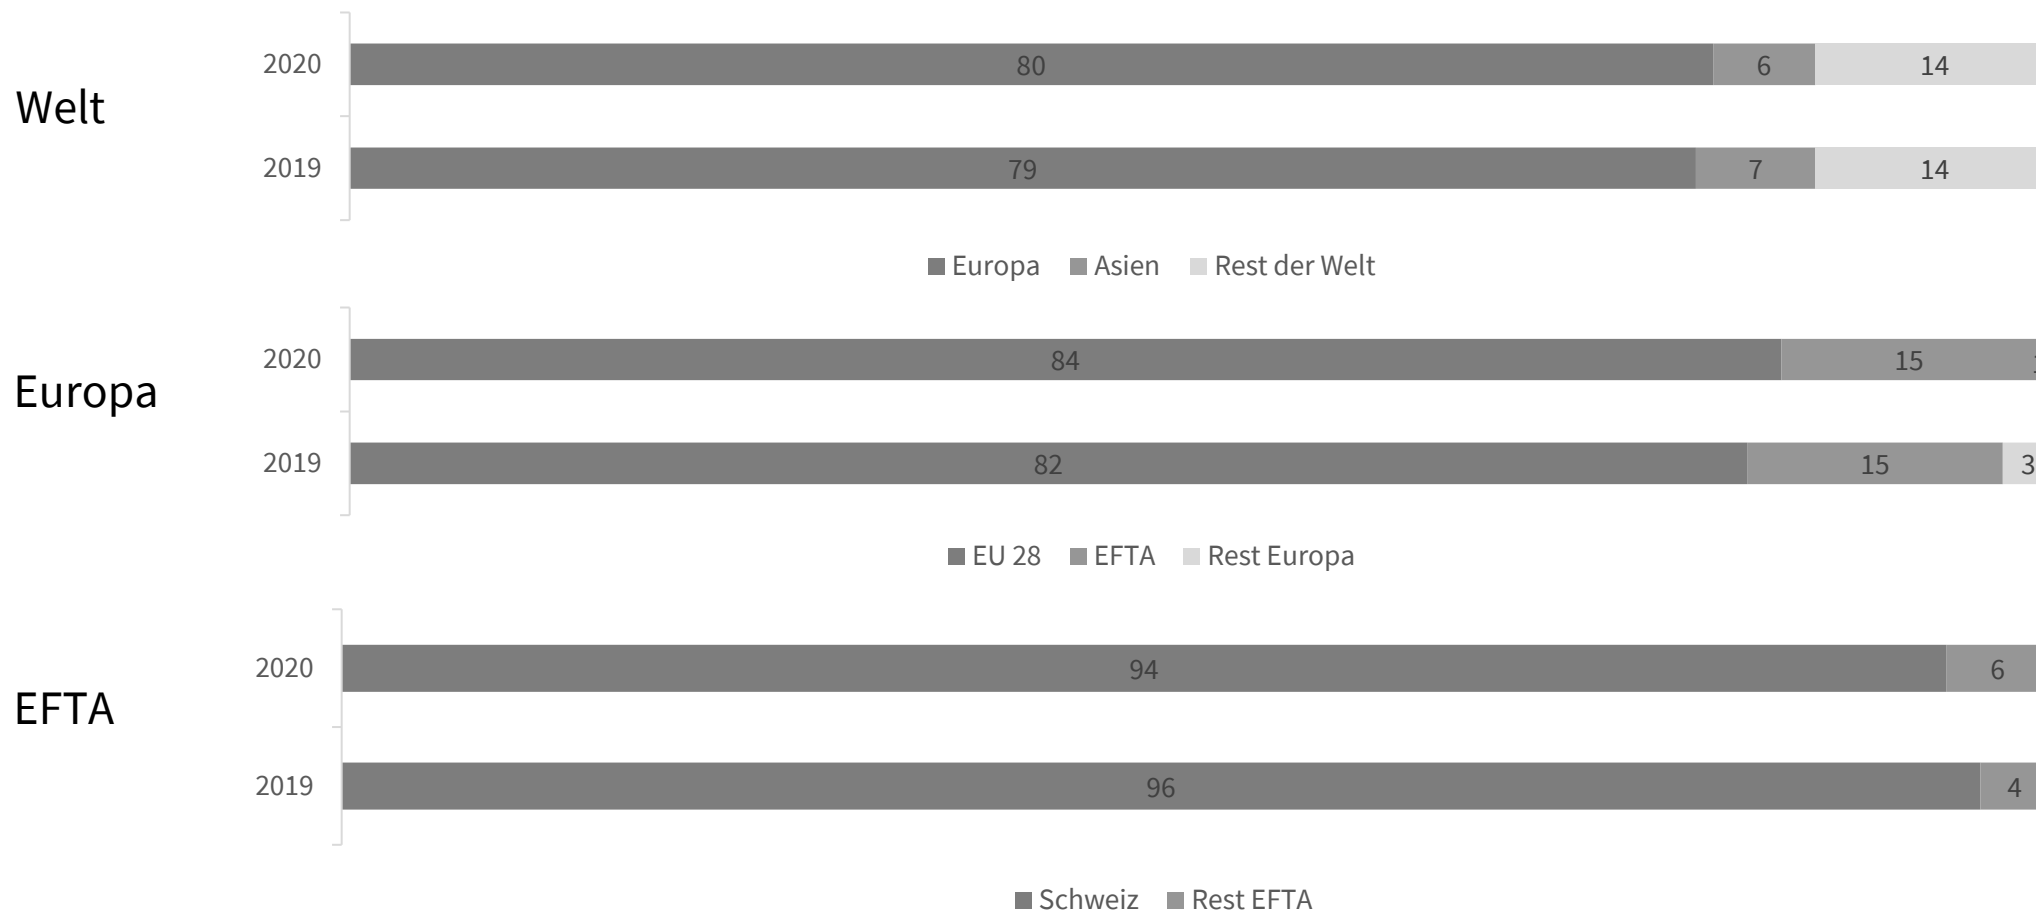 Welt
2020 80 6 14
2019 79 7 14
Europa Asien Rest der Welt
Europa
2020 84 15
2019 82 15 3
EU 28 EFTA Rest Europa
EFTA
2020 94 6
2019 96 4
Schweiz Rest EFTA